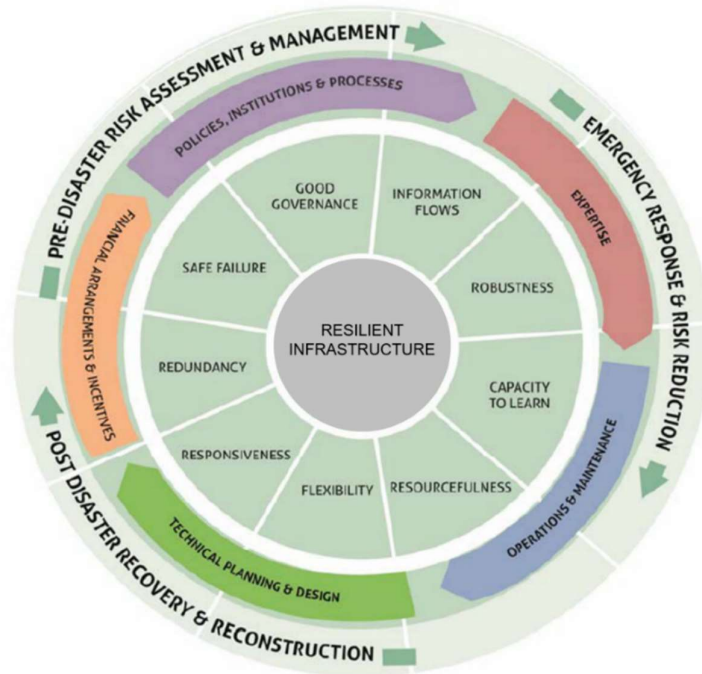 PRE-DISASTER RISK ASSESSMENT & MANAGEMENT
EMERGENCY RESPONSE & RISK REDUCTION
POST DISASTER RECOVERY & RECONSTRUCTION
POLICIES, INSTITUTIONS & PROCESSES
EXPERTISE
OPERATIONS & MAINTENANCE
TECHNICAL PLANNING & DESIGN
FINANCIAL ARRANGEMENTS & INCENTIVES
GOOD
GOVERNANCE
INFORMATION
FLOWS
ROBUSTNESS
CAPACITY
TO LEARN
RESOURCEFULNESS
FLEXIBILITY
RESPONSIVENESS
REDUNDANCY
SAFE FAILURE
RESILIENT
INFRASTRUCTURE